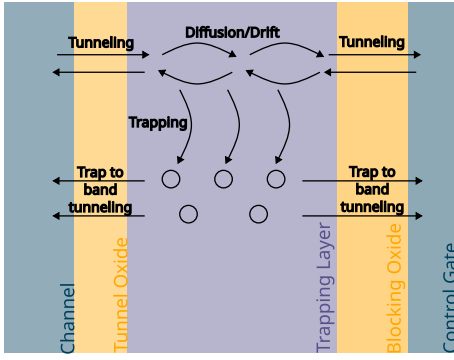 Diffusion/Drift
Tunneling
Tunneling
Trapping
Trap to
band
tunneling
Trap to
band
tunneling
Channel
Tunnel Oxide
Trapping Layer
Blocking Oxide
Control Gate